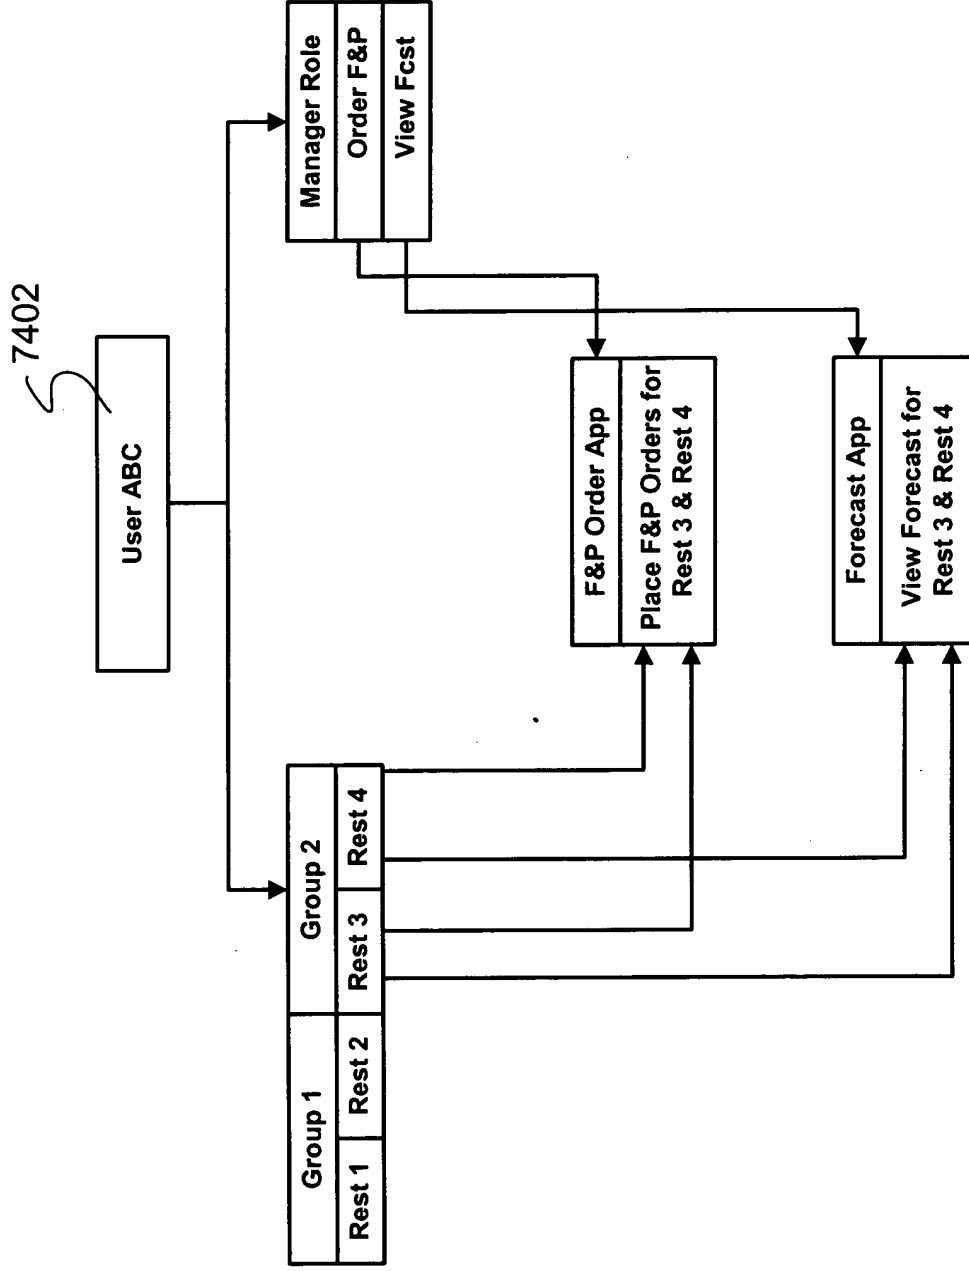 7402
User ABC
Group 1
Group 2
Rest 1
Rest 2
Rest 3
Rest 4
Manager Role
Order F&P
View Fcst
F&P Order App
Place F&P Orders for
Rest 3 & Rest 4
Forecast App
View Forecast for
Rest 3 & Rest 4